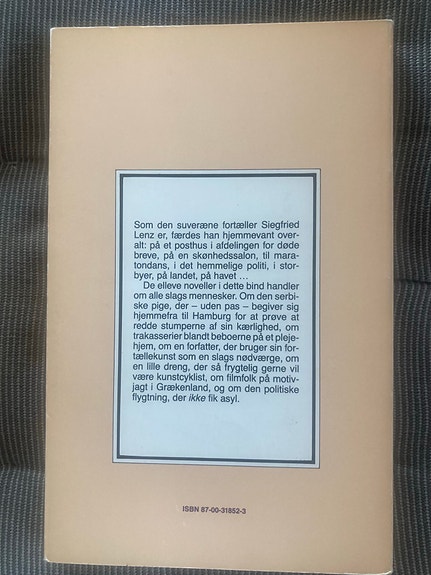 Som den suveræne fortæller Siegfried
Lenz er, færdes han hjemmevant over-
alt: på et posthus i afdelingen for døde
breve, på en skønhedssalon, til mara-
tondans, i det hemmelige politi, i stor-
byer, på landet, på havet ...
De elleve noveller i dette bind handler
om alle slags mennesker. Om den serbi-
ske pige, der – uden pas – begiver sig
hjemmefra til Hamburg for at prøve at
redde stumperne af sin kærlighed, om
trakasserier blandt beboerne på et pleje-
hjem, om en forfatter, der bruger sin for-
tællekunst som en slags nødværge, om
en lille dreng, der så frygtelig gerne vil
være kunstcyklist, om filmfolk på motiv-
jagt i Grækenland, og om den politiske
flygtning, der ikke fik asyl.
ISBN 87-00-31852-3